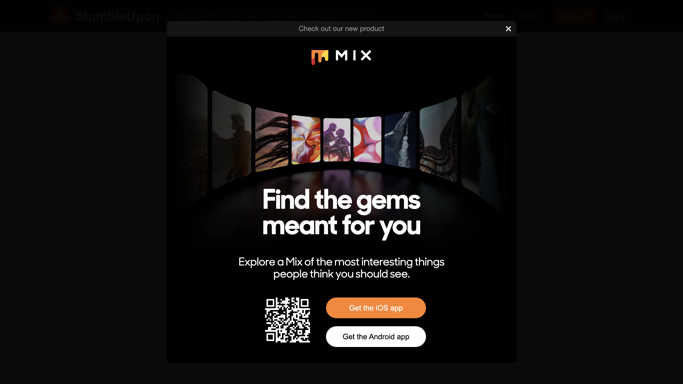 StumbleUpon
Check out our new product
MIX
Find the gems
meant for you
Explore a Mix of the most interesting things
people think you should see.
Get the iOS app
Get the Android app